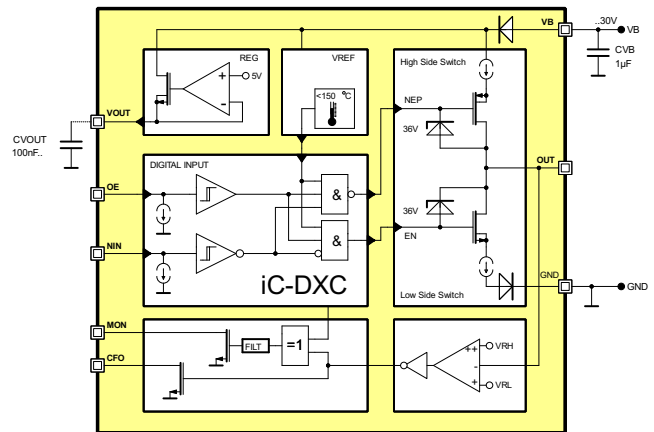 ..30V
VB
VB
CVB
1µF
REG
5V
+
-
VREF
<150 °C
High Side Switch
VOUT
CVOUT
100nF..
NEP
36V
OUT
DIGITAL INPUT
OE
&
36V
EN
NIN
&
iC-DXC
GND
GND
Low Side Switch
MON
FILT
=1
CFO
++
-
+
VRH
VRL